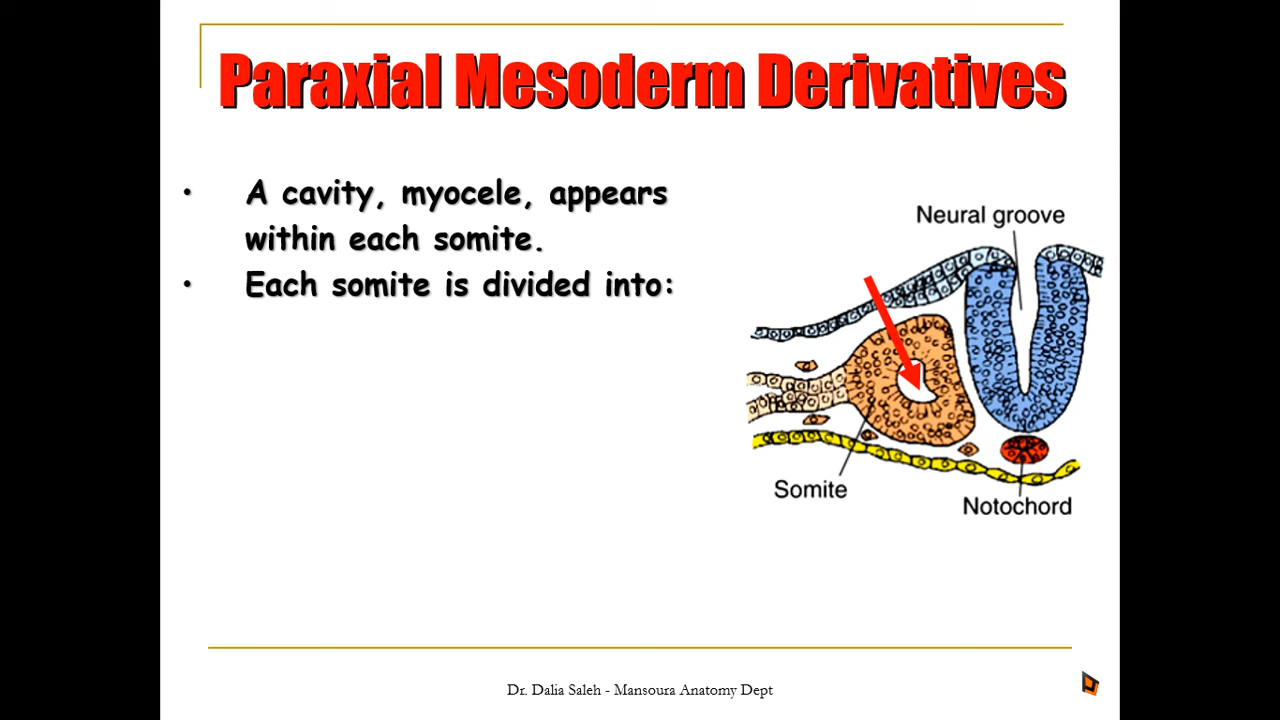 Paraxial Mesoderm Derivatives
• A cavity, myocele, appears
within each somite.
• Each somite is divided into:
Neural groove
Somite
Notochord
Dr. Dalia Saleh - Mansoura Anatomy Dept